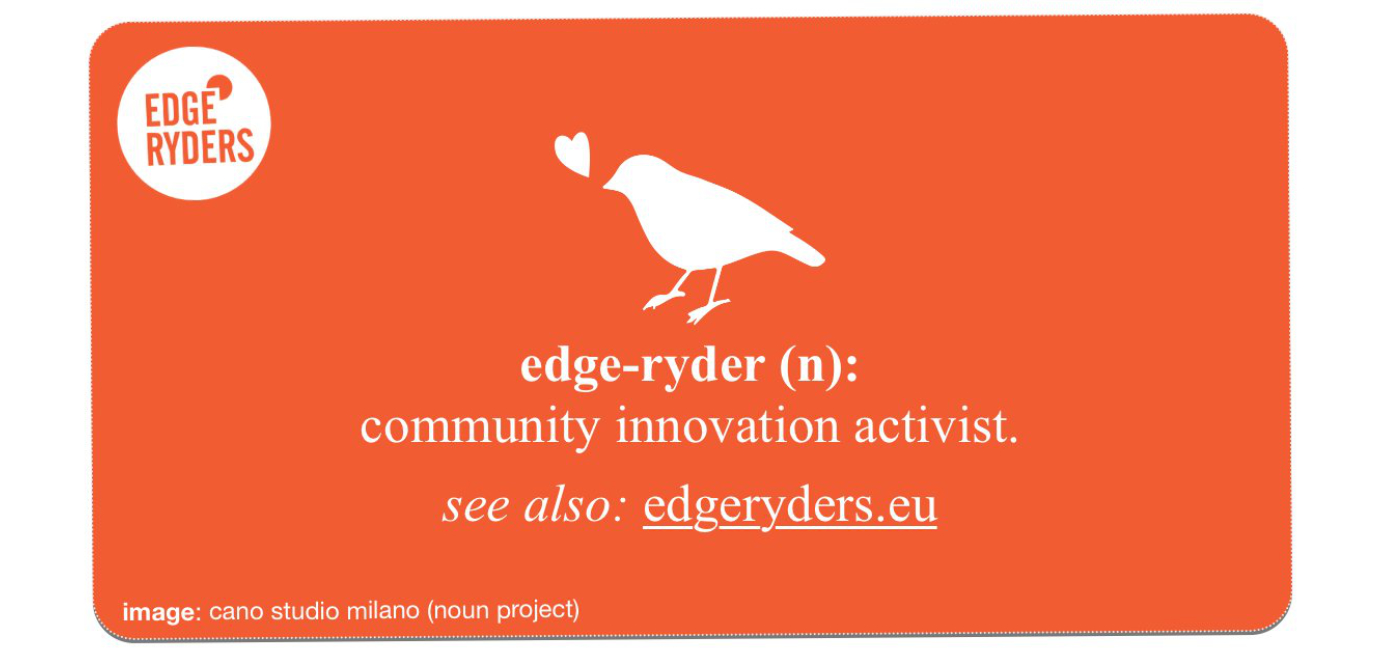 EDGE
RYDERS
edge-ryder (n):
community innovation activist.
see also: edgeryders.eu
image: cano studio milano (noun project)